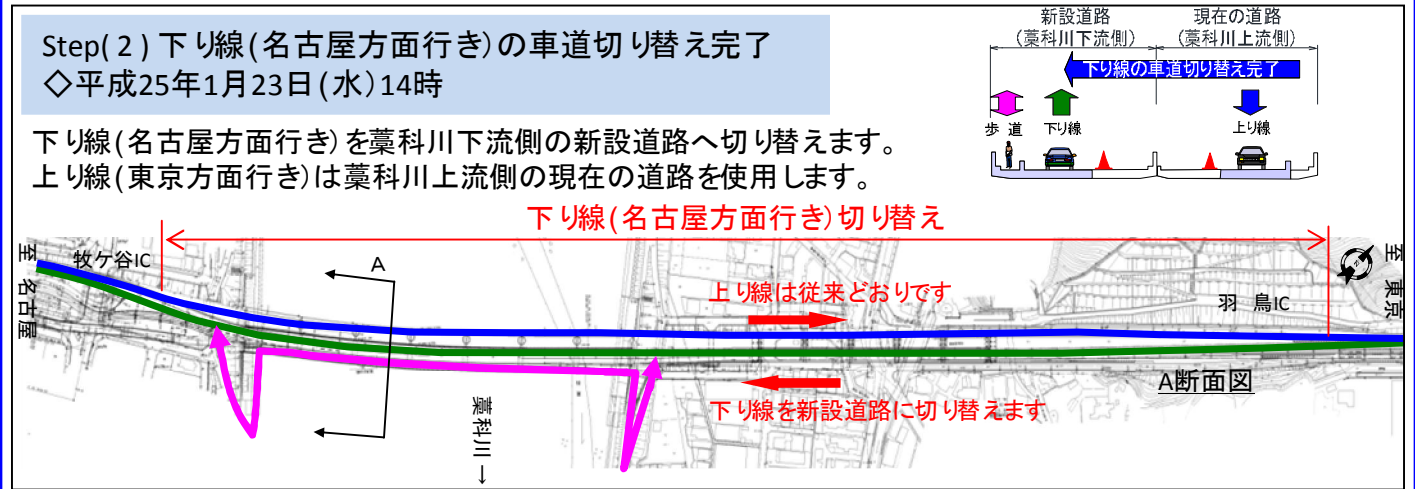 Step(2)下り線(名古屋方面行き)の車道切り替え完了
◇平成25年1月23日(水)14時
下り線(名古屋方面行き)を藁科川下流側の新設道路へ切り替えます。
上り線(東京方面行き)は藁科川上流側の現在の道路を使用します。
新設道路
(藁科川下流側)
現在の道路
(藁科川上流側)
下り線の車道切り替え完了
歩 道
下り線
上り線
下り線(名古屋方面行き)切り替え
至 名古屋
牧ケ谷IC
A
上り線は従来どおりです
羽 鳥IC
至 東京
A断面図
下り線を新設道路に切り替えます
藁科川→